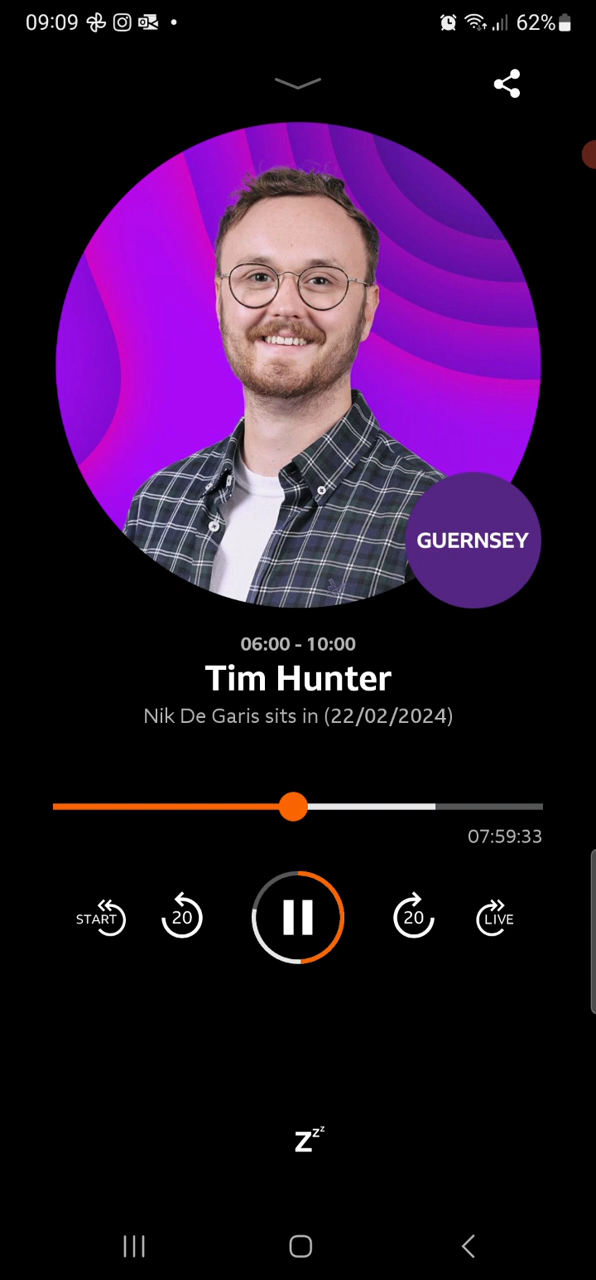 09:09 62%
GUERNSEY
06:00 - 10:00
Tim Hunter
Nik De Garis sits in (22/02/2024)
07:59:33
START 20 20 LIVE
Zzz